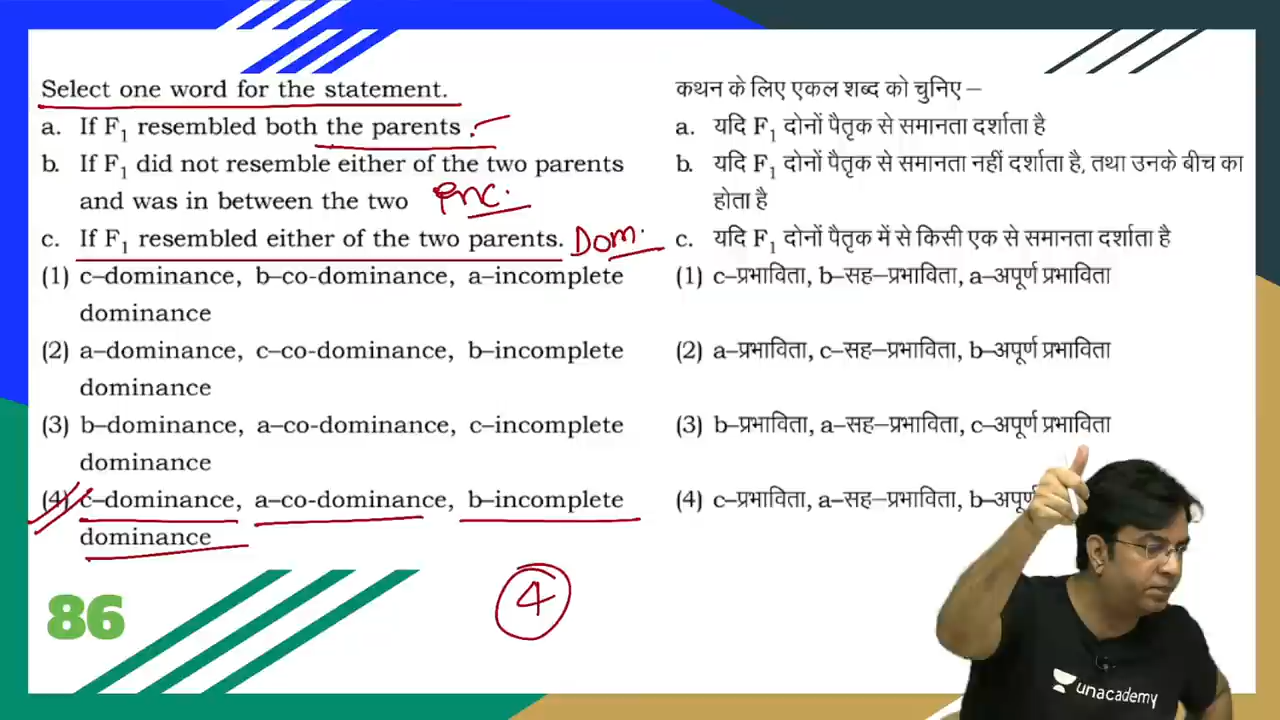 Select one word for the statement.
a. If F₁ resembled both the parents
b. If F₁ did not resemble either of the two parents
and was in between the two Inc.
c. If F₁ resembled either of the two parents. Dom.
(1) c–dominance, b–co-dominance, a–incomplete
dominance
(2) a–dominance, c–co-dominance, b–incomplete
dominance
(3) b–dominance, a–co-dominance, c–incomplete
dominance
(4) c–dominance, a–co-dominance, b–incomplete
dominance
4
86
कथन के लिए एकल शब्द को चुनिए –
a. यदि F₁ दोनों पैतृक से समानता दर्शाता है
b. यदि F₁ दोनों पैतृक से समानता नहीं दर्शाता है, तथा उनके बीच का
होता है
c. यदि F₁ दोनों पैतृक में से किसी एक से समानता दर्शाता है
(1) c–प्रभाविता, b–सह–प्रभाविता, a–अपूर्ण प्रभाविता
(2) a–प्रभाविता, c–सह–प्रभाविता, b–अपूर्ण प्रभाविता
(3) b–प्रभाविता, a–सह–प्रभाविता, c–अपूर्ण प्रभाविता
(4) c–प्रभाविता, a–सह–प्रभाविता, b–अपूर्ण
unacademy